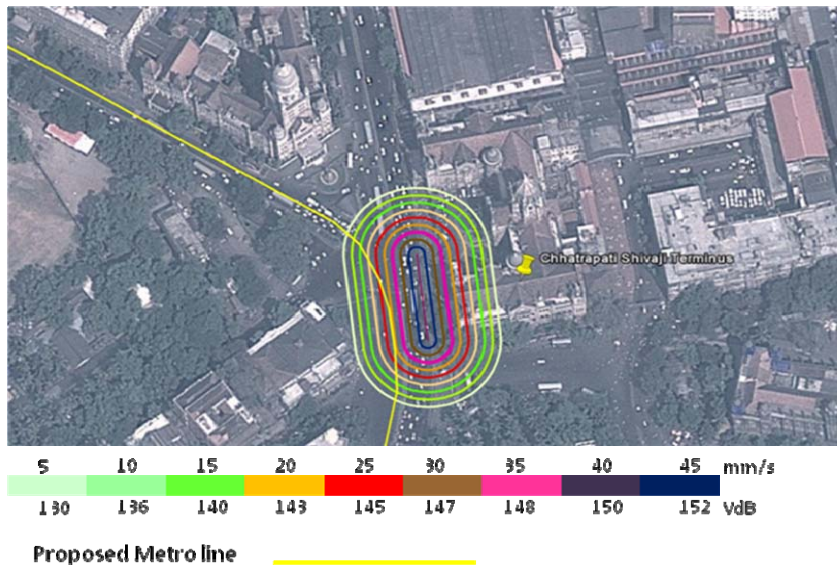 Chhatrapati Shivaji Terminus
5 10 15 20 25 30 35 40 45 mm/s
130 136 140 143 145 147 148 150 152 VdB
Proposed Metro line